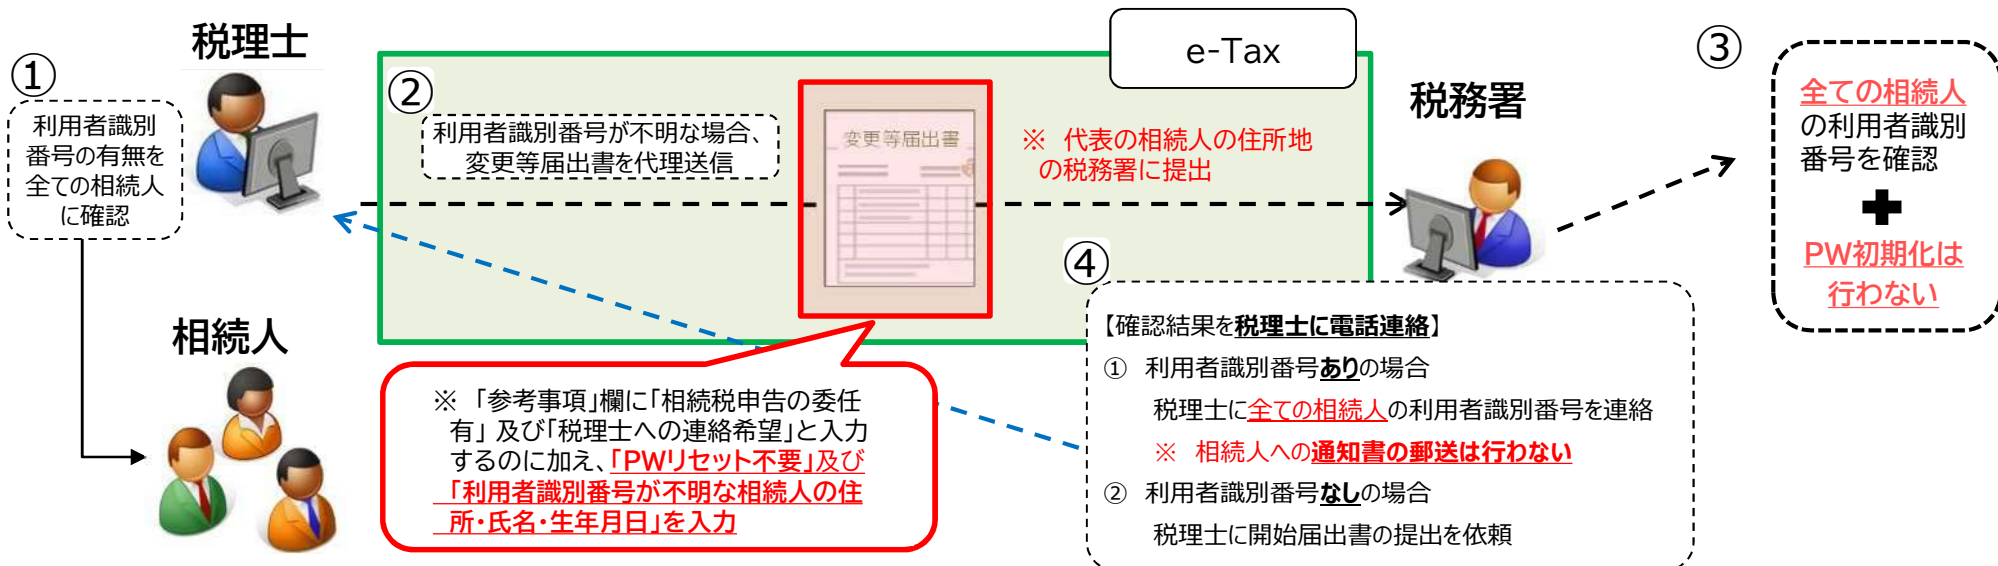 ①
税理士
利用者識別
番号の有無を
全ての相続人
に確認
相続人
e-Tax
②
利用者識別番号が不明な場合、
変更等届出書を代理送信
変更等届出書
※ 代表の相続人の住所地
の税務署に提出
※ 「参考事項」欄に「相続税申告の委任
有」 及び「税理士への連絡希望」と入力
するのに加え、「PWリセット不要」及び
「利用者識別番号が不明な相続人の住
所・氏名・生年月日」を入力
税務署
③
全ての相続人
の利用者識別
番号を確認
PW初期化は
行わない
④
【確認結果を税理士に電話連絡】
① 利用者識別番号ありの場合
税理士に全ての相続人の利用者識別番号を連絡
※ 相続人への通知書の郵送は行わない
② 利用者識別番号なしの場合
税理士に開始届出書の提出を依頼